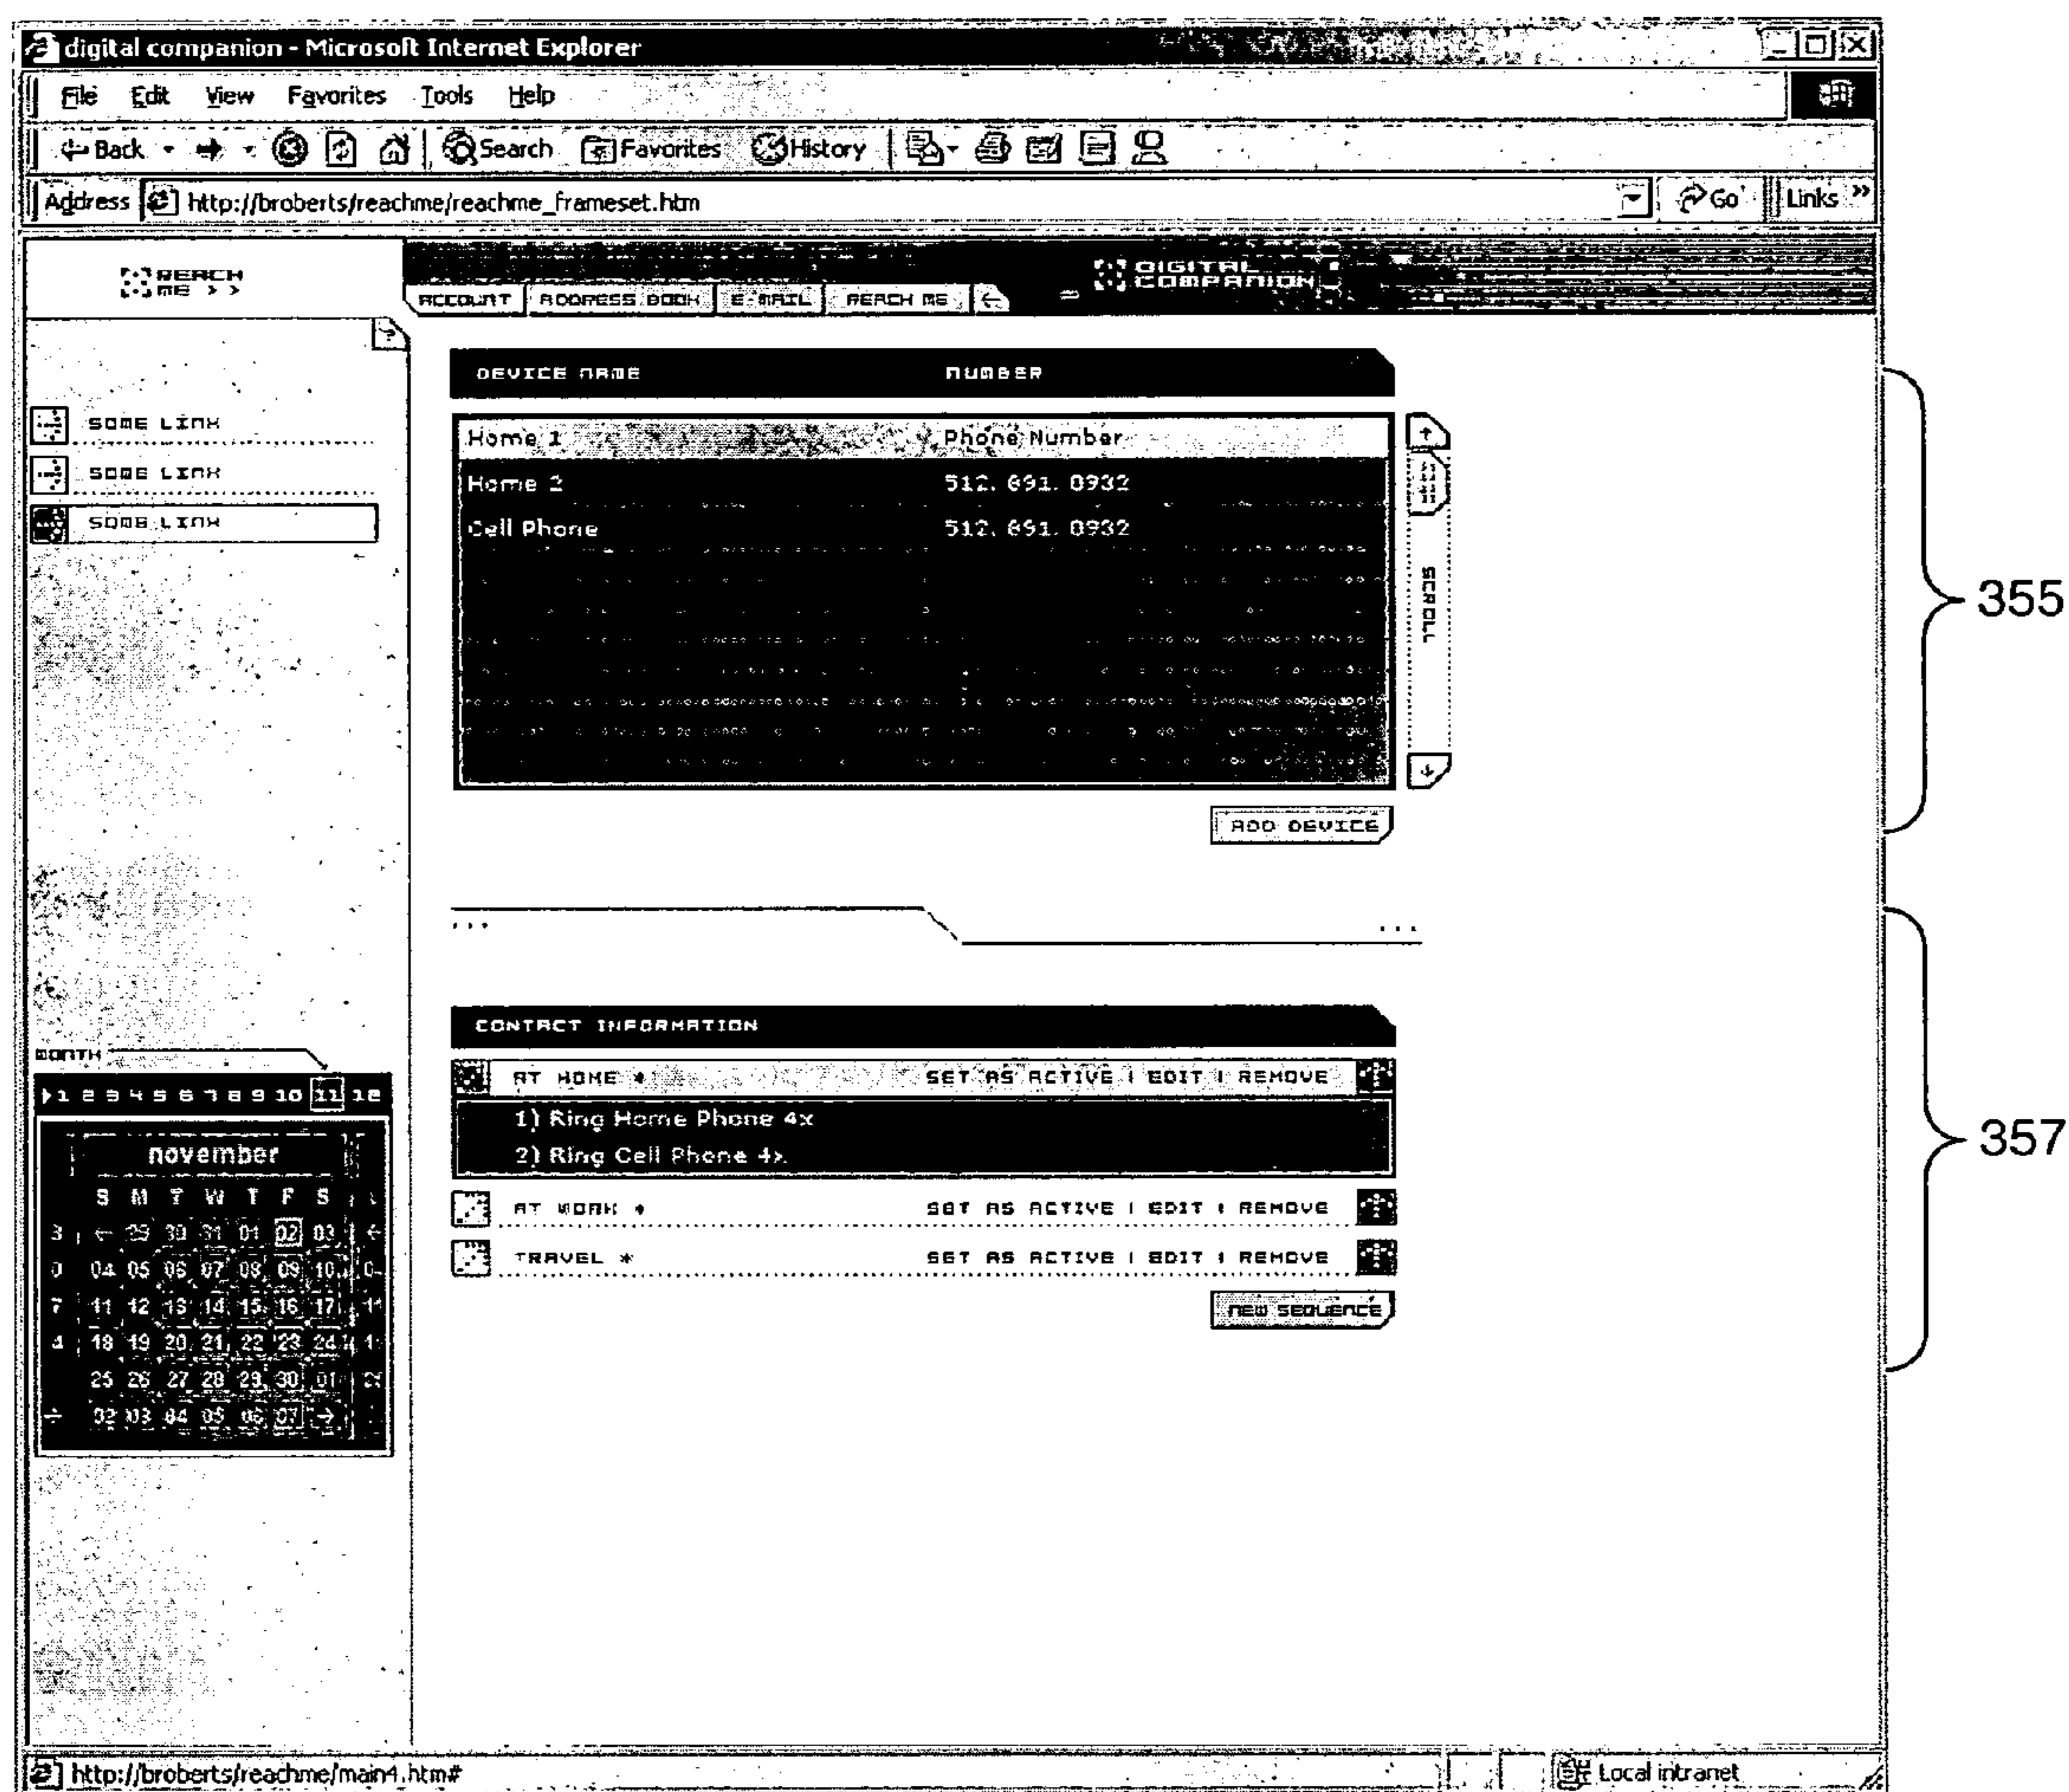 digital companion - Microsoft Internet Explorer
File Edit View Favorites Tools Help
Back Search Favorites History
Address http://broberts/reachme/reachme_frameset.htm Go Links »
REACH
ME > >
DIGITAL
COMPANION
ACCOUNT ADDRESS BOOK E-MAIL REACH ME
?
DEVICE NAME NUMBER
SOME LINK
SOME LINK
SOME LINK
Home 1 Phone Number
Home 2 512. 691. 0932
Cell Phone 512. 691. 0932
SCROLL
355
ADD DEVICE
... ...
CONTACT INFORMATION
AT HOME * SET AS ACTIVE | EDIT | REMOVE
1) Ring Home Phone 4x
2) Ring Cell Phone 4x
AT WORK * SET AS ACTIVE | EDIT | REMOVE
TRAVEL * SET AS ACTIVE | EDIT | REMOVE
NEW SEQUENCE
357
MONTH
1 2 3 4 5 6 7 8 9 10 11 12
november
S M T W T F S
← 29 30 31 01 02 03
04 05 06 07 08 09 10
11 12 13 14 15 16 17
18 19 20 21 22 23 24
25 26 27 28 29 30 01
02 03 04 05 06 07 →
http://broberts/reachme/main4.htm# Local intranet